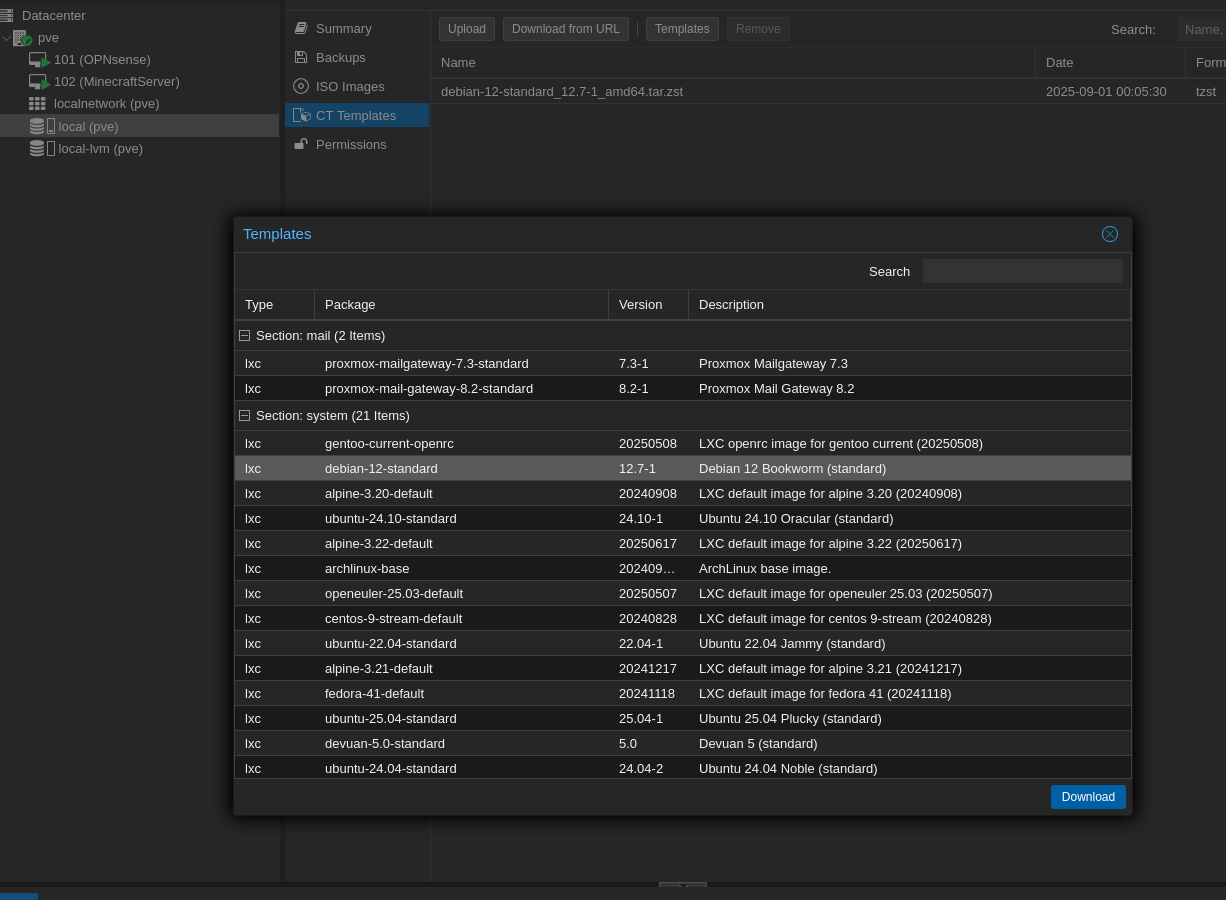 Datacenter
pve
101 (OPNsense)
102 (MinecraftServer)
localnetwork (pve)
local (pve)
local-lvm (pve)
Summary
Backups
ISO Images
CT Templates
Permissions
Upload Download from URL Templates Remove Search: Name,
Name Date Form
debian-12-standard_12.7-1_amd64.tar.zst 2025-09-01 00:05:30 tzst
Templates
Search
Type Package Version Description
Section: mail (2 Items)
lxc proxmox-mailgateway-7.3-standard 7.3-1 Proxmox Mailgateway 7.3
lxc proxmox-mail-gateway-8.2-standard 8.2-1 Proxmox Mail Gateway 8.2
Section: system (21 Items)
lxc gentoo-current-openrc 20250508 LXC openrc image for gentoo current (20250508)
lxc debian-12-standard 12.7-1 Debian 12 Bookworm (standard)
lxc alpine-3.20-default 20240908 LXC default image for alpine 3.20 (20240908)
lxc ubuntu-24.10-standard 24.10-1 Ubuntu 24.10 Oracular (standard)
lxc alpine-3.22-default 20250617 LXC default image for alpine 3.22 (20250617)
lxc archlinux-base 202409… ArchLinux base image.
lxc openeuler-25.03-default 20250507 LXC default image for openeuler 25.03 (20250507)
lxc centos-9-stream-default 20240828 LXC default image for centos 9-stream (20240828)
lxc ubuntu-22.04-standard 22.04-1 Ubuntu 22.04 Jammy (standard)
lxc alpine-3.21-default 20241217 LXC default image for alpine 3.21 (20241217)
lxc fedora-41-default 20241118 LXC default image for fedora 41 (20241118)
lxc ubuntu-25.04-standard 25.04-1 Ubuntu 25.04 Plucky (standard)
lxc devuan-5.0-standard 5.0 Devuan 5 (standard)
lxc ubuntu-24.04-standard 24.04-2 Ubuntu 24.04 Noble (standard)
Download